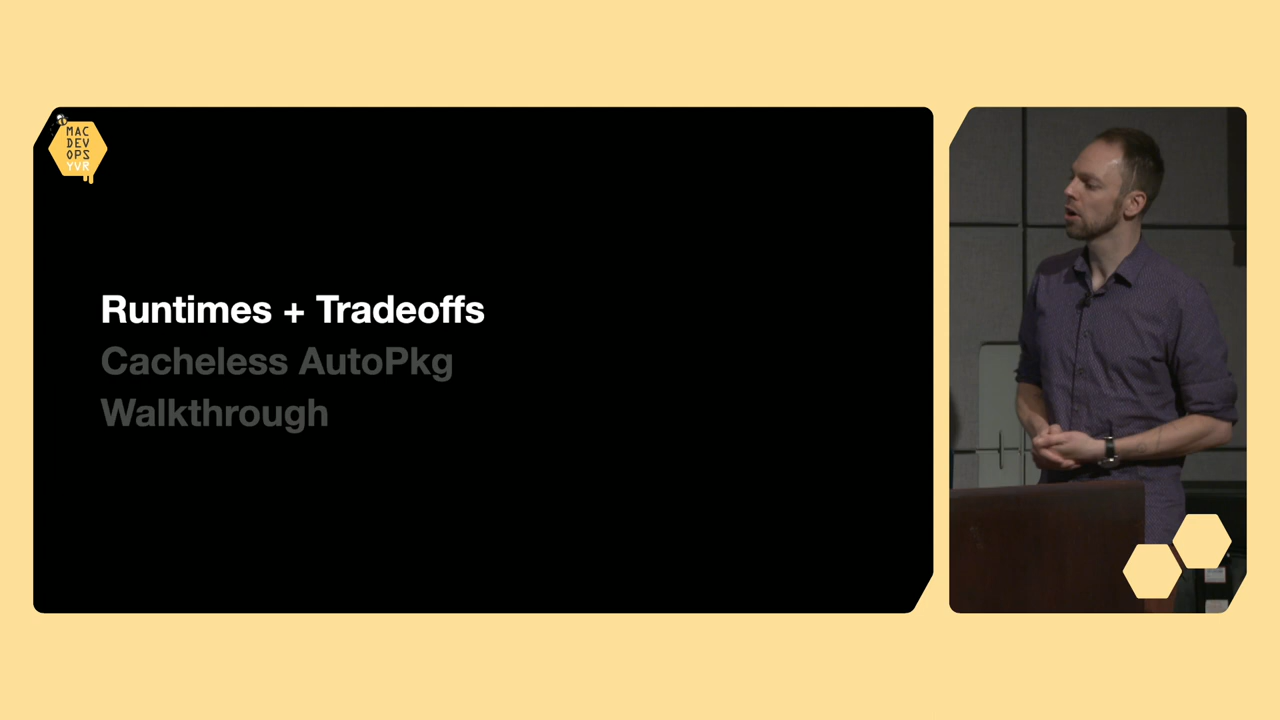 MAC
DEV
OPS
YVR
Runtimes + Tradeoffs
Cacheless AutoPkg
Walkthrough